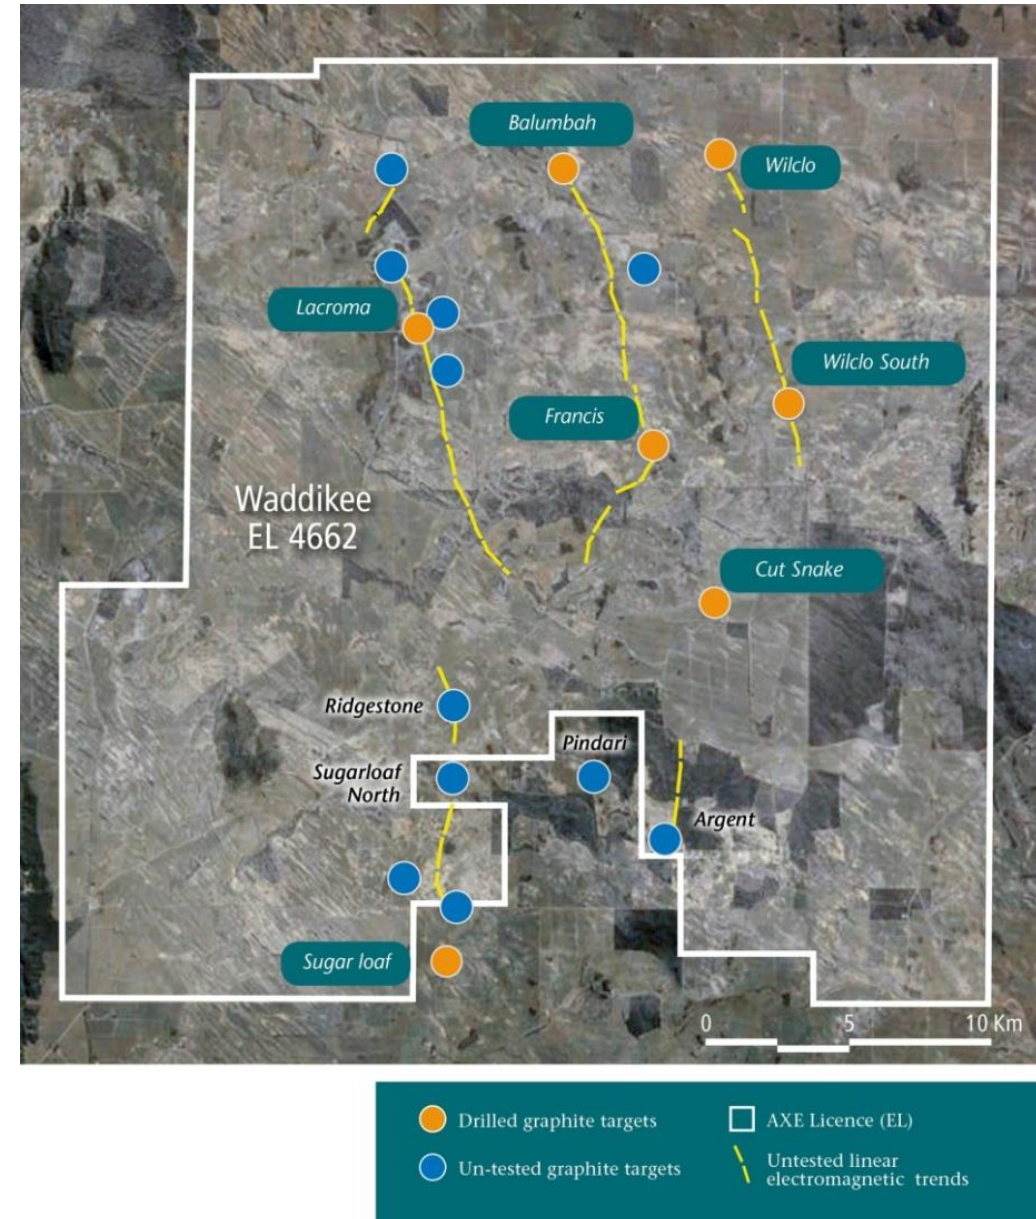 Balumbah
Wilclo
Lacroma
Wilclo South
Francis
Waddikee
EL 4662
Cut Snake
Ridgestone
Pindari
Sugarloaf
North
Argent
Sugar loaf
0 5 10 Km
Drilled graphite targets
AXE Licence (EL)
Un-tested graphite targets
Untested linear
electromagnetic trends